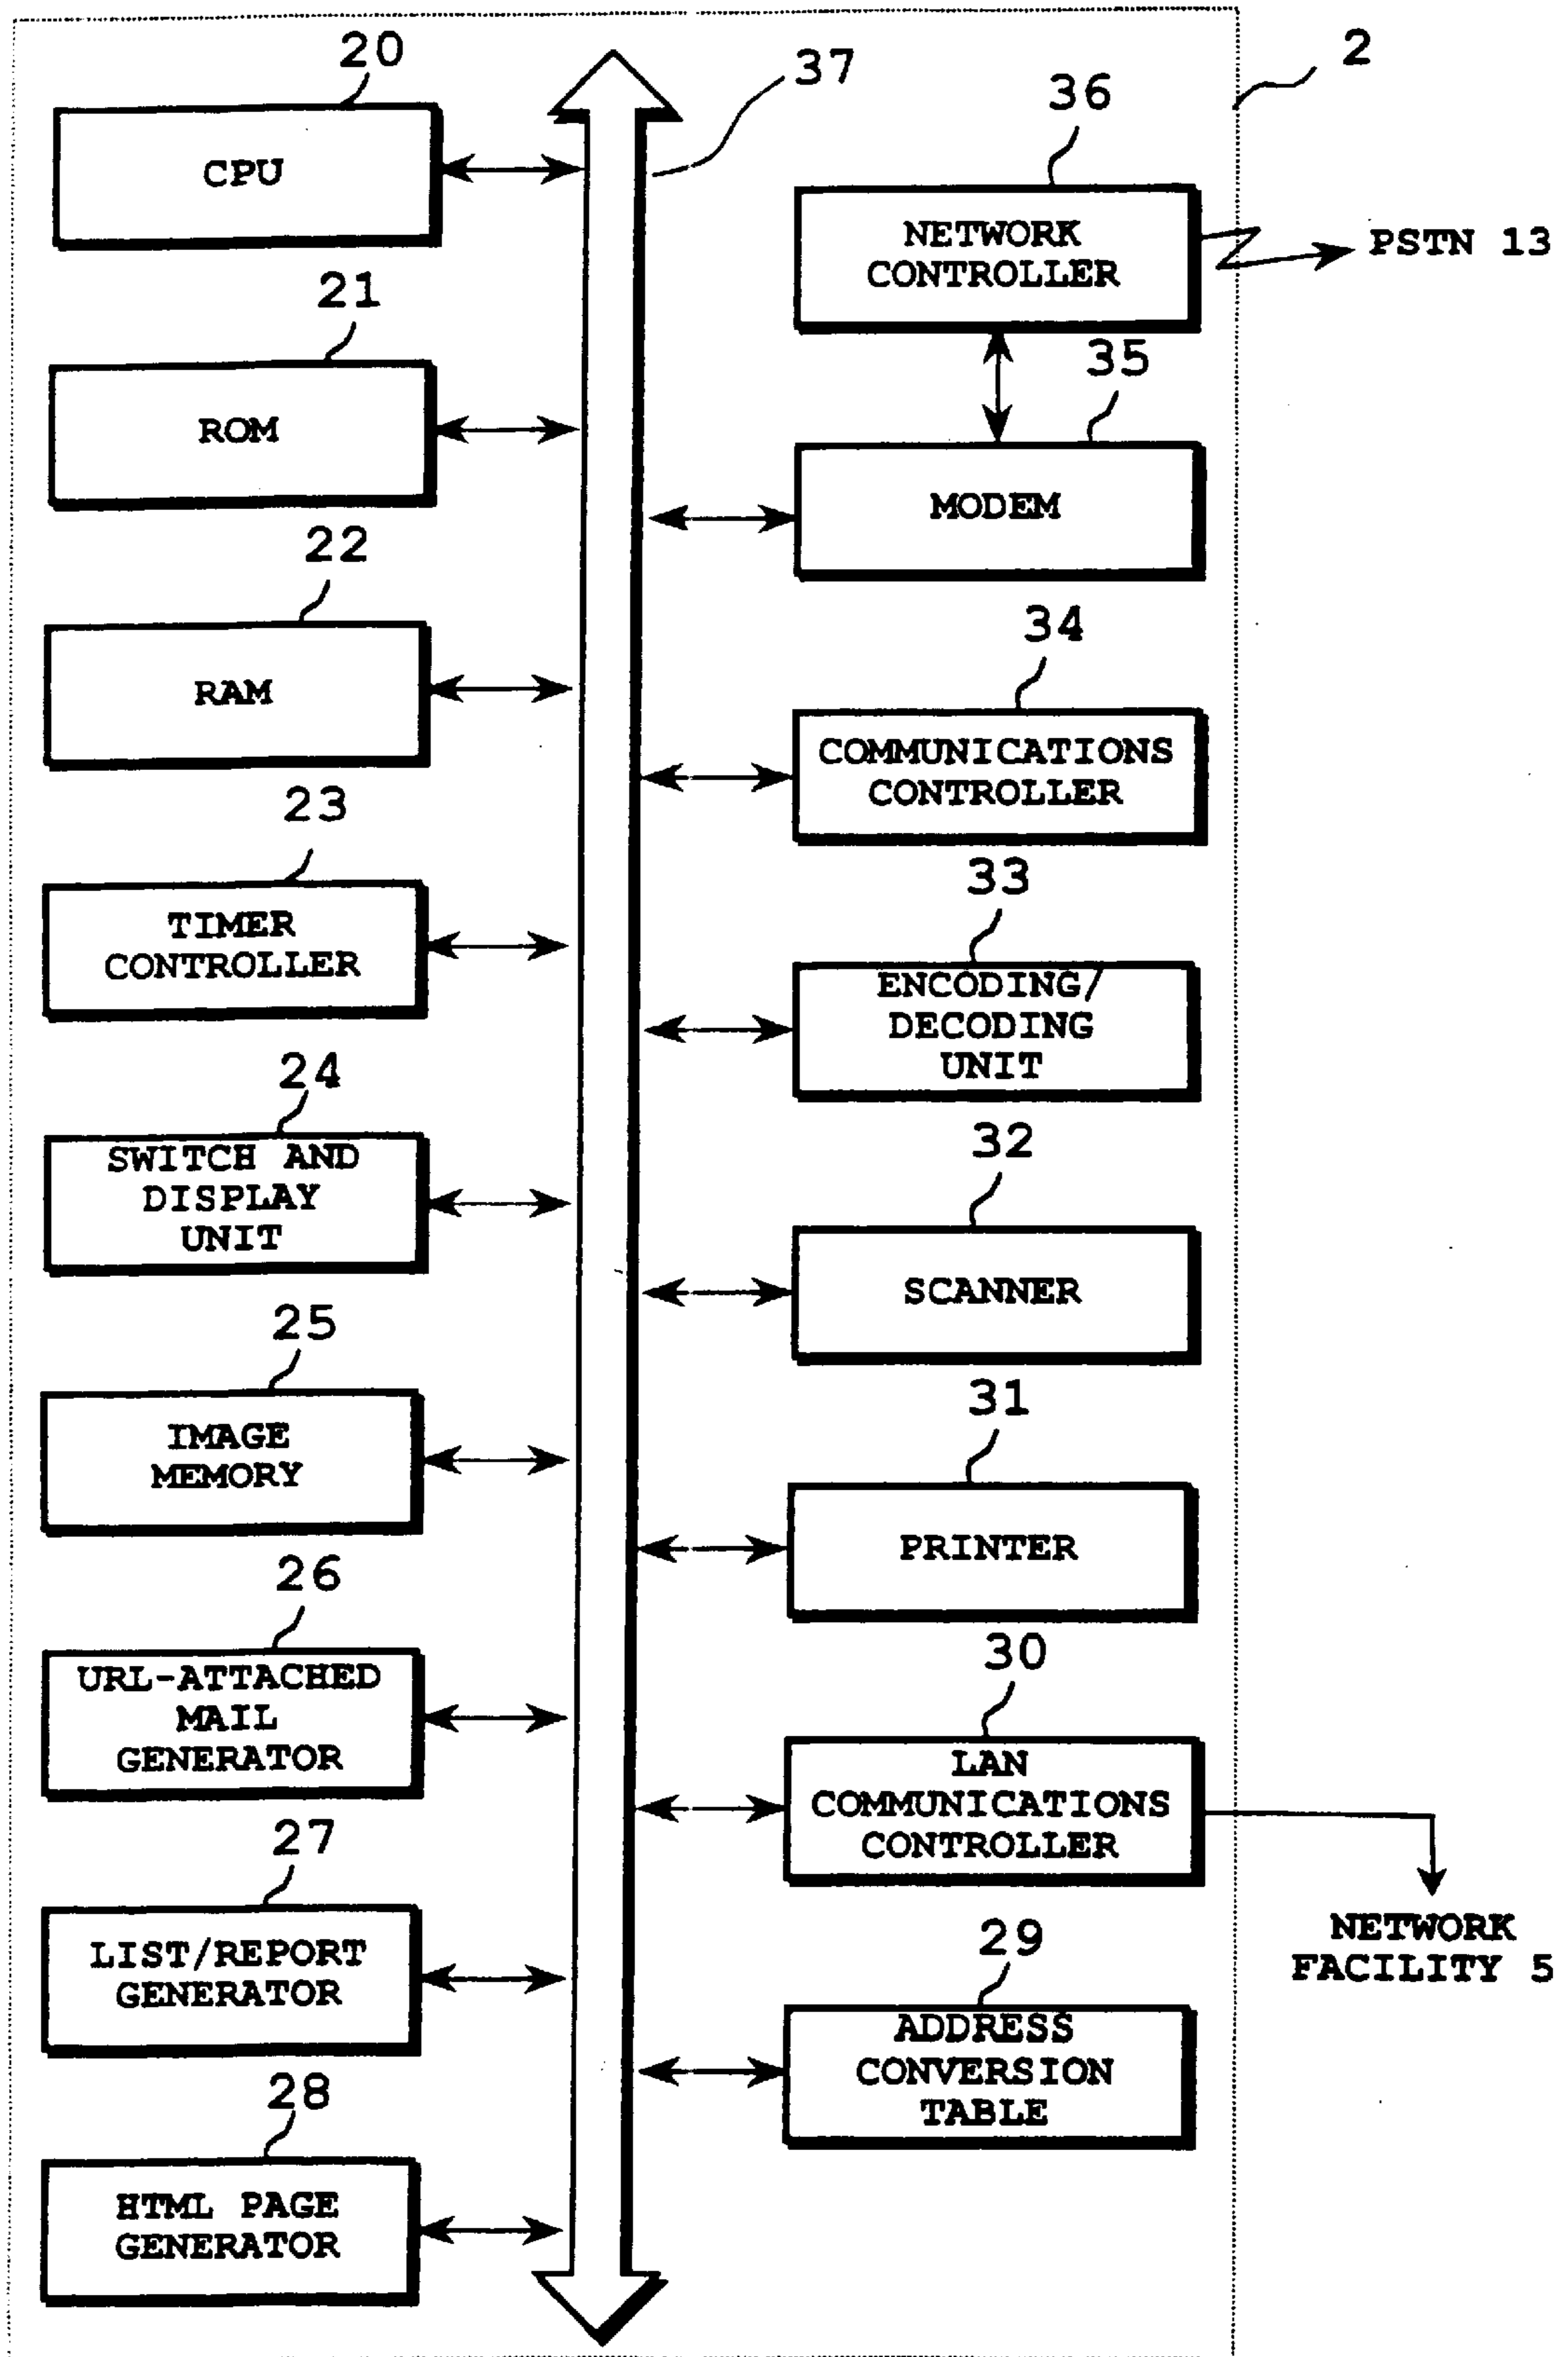 20
CPU
21
ROM
22
RAM
23
TIMER
CONTROLLER
24
SWITCH AND
DISPLAY
UNIT
25
IMAGE
MEMORY
26
URL-ATTACHED
MAIL
GENERATOR
27
LIST/REPORT
GENERATOR
28
HTML PAGE
GENERATOR
37
2
36
NETWORK
CONTROLLER
PSTN 13
35
MODEM
34
COMMUNICATIONS
CONTROLLER
33
ENCODING/
DECODING
UNIT
32
SCANNER
31
PRINTER
30
LAN
COMMUNICATIONS
CONTROLLER
NETWORK
FACILITY 5
29
ADDRESS
CONVERSION
TABLE